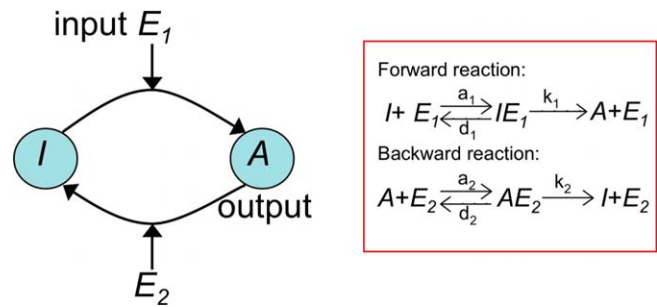 input E₁
I
A
output
E₂
Forward reaction:
I+ E₁ a₁ d₁ IE₁ k₁ A+E₁
Backward reaction:
A+E₂ a₂ d₂ AE₂ k₂ I+E₂